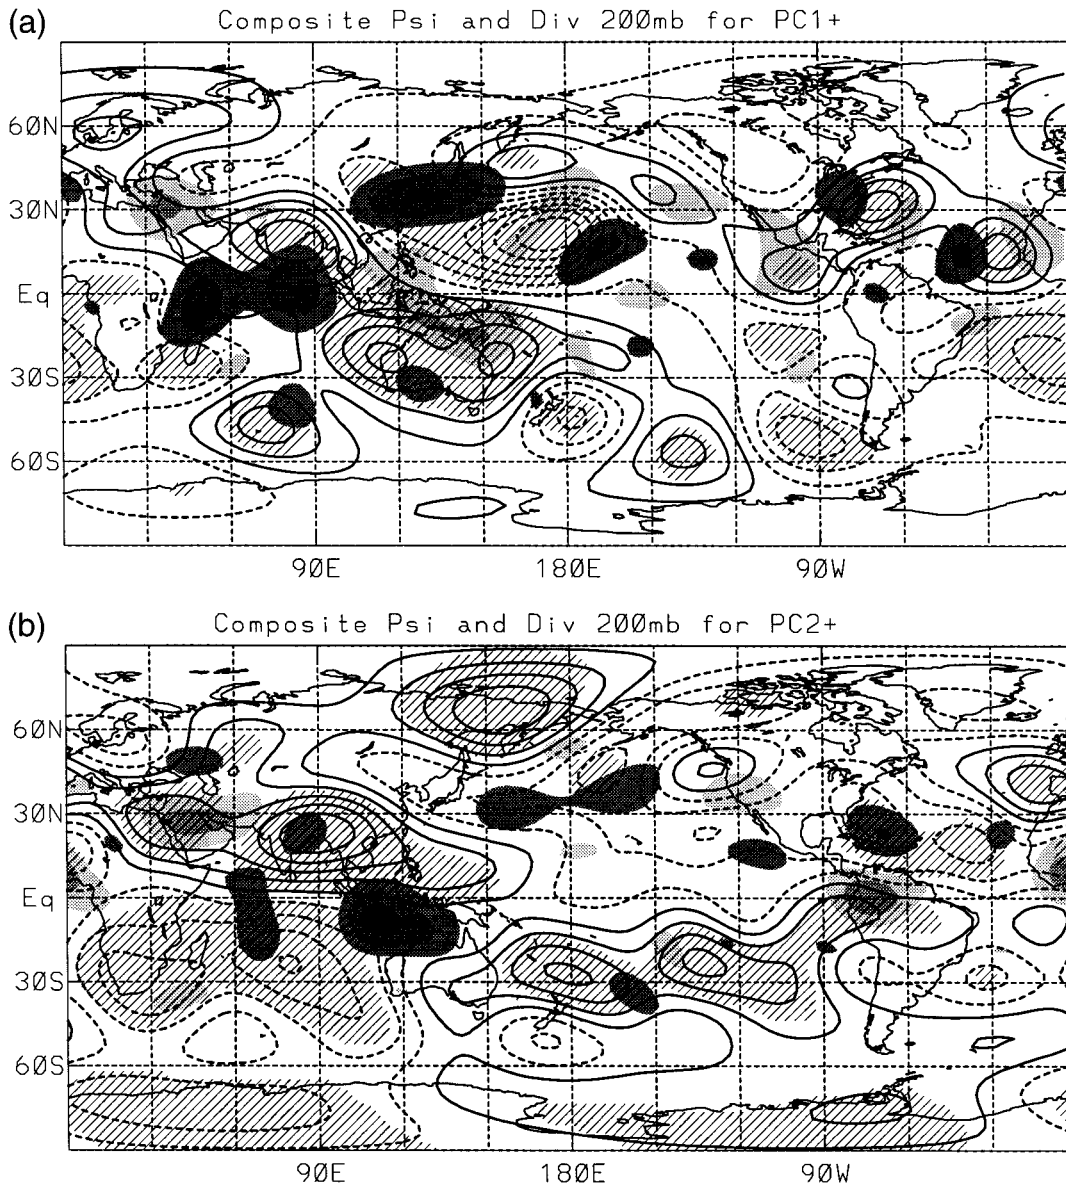 (a) Composite Psi and Div 200mb for PC1+
60N
30N
Eq
30S
60S
90E 180E 90W
(b) Composite Psi and Div 200mb for PC2+
60N
30N
Eq
30S
60S
90E 180E 90W